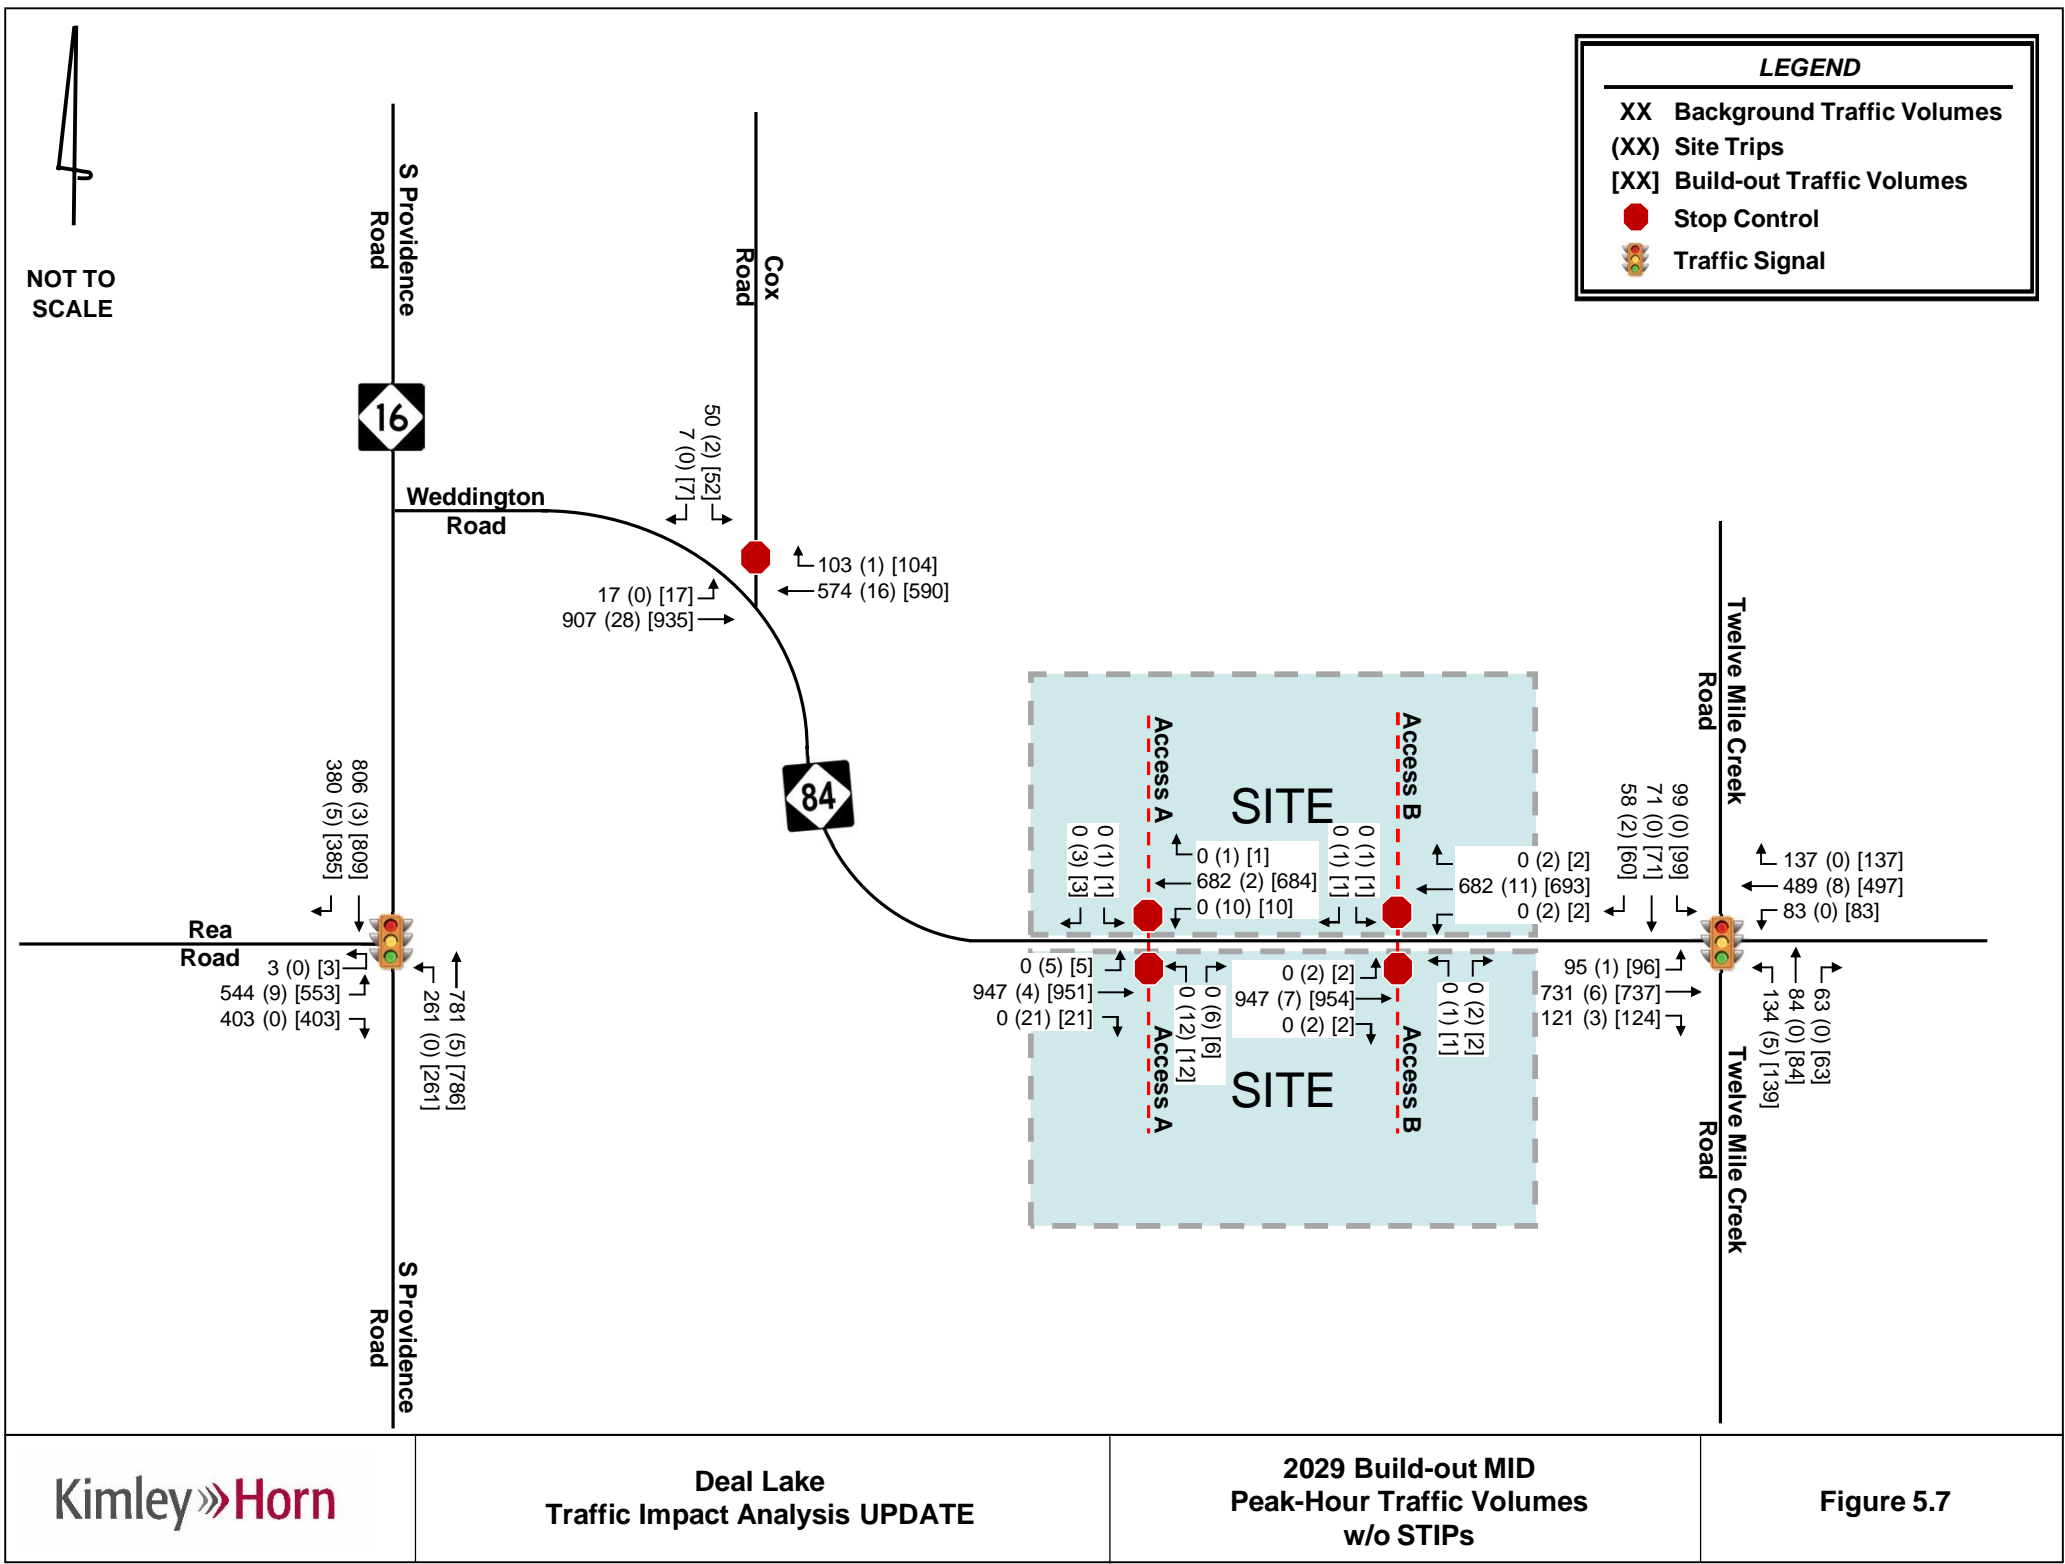 LEGEND
XX Background Traffic Volumes
(XX) Site Trips
[XX] Build-out Traffic Volumes
Stop Control
Traffic Signal
NOT TO
SCALE
S Providence
Road
Cox
Road
16
Weddington
Road
50 (2) [52]
7 (0) [7]
103 (1) [104]
574 (16) [590]
17 (0) [17]
907 (28) [935]
84
Twelve Mile Creek
Road
806 (3) [809]
380 (5) [385]
Rea
Road
3 (0) [3]
544 (9) [553]
403 (0) [403]
781 (5) [786]
261 (0) [261]
S Providence
Road
Access A
Access B
SITE
0 (1) [1]
0 (3) [3]
0 (1) [1]
682 (2) [684]
0 (10) [10]
0 (1) [1]
0 (1) [1]
0 (2) [2]
682 (11) [693]
0 (2) [2]
0 (5) [5]
947 (4) [951]
0 (21) [21]
0 (6) [6]
0 (12) [12]
0 (2) [2]
947 (7) [954]
0 (2) [2]
0 (2) [2]
0 (1) [1]
Access A
Access B
SITE
99 (0) [99]
71 (0) [71]
58 (2) [60]
137 (0) [137]
489 (8) [497]
83 (0) [83]
95 (1) [96]
731 (6) [737]
121 (3) [124]
63 (0) [63]
84 (0) [84]
134 (5) [139]
Twelve Mile Creek
Road
Kimley»Horn
Deal Lake
Traffic Impact Analysis UPDATE
2029 Build-out MID
Peak-Hour Traffic Volumes
w/o STIPs
Figure 5.7